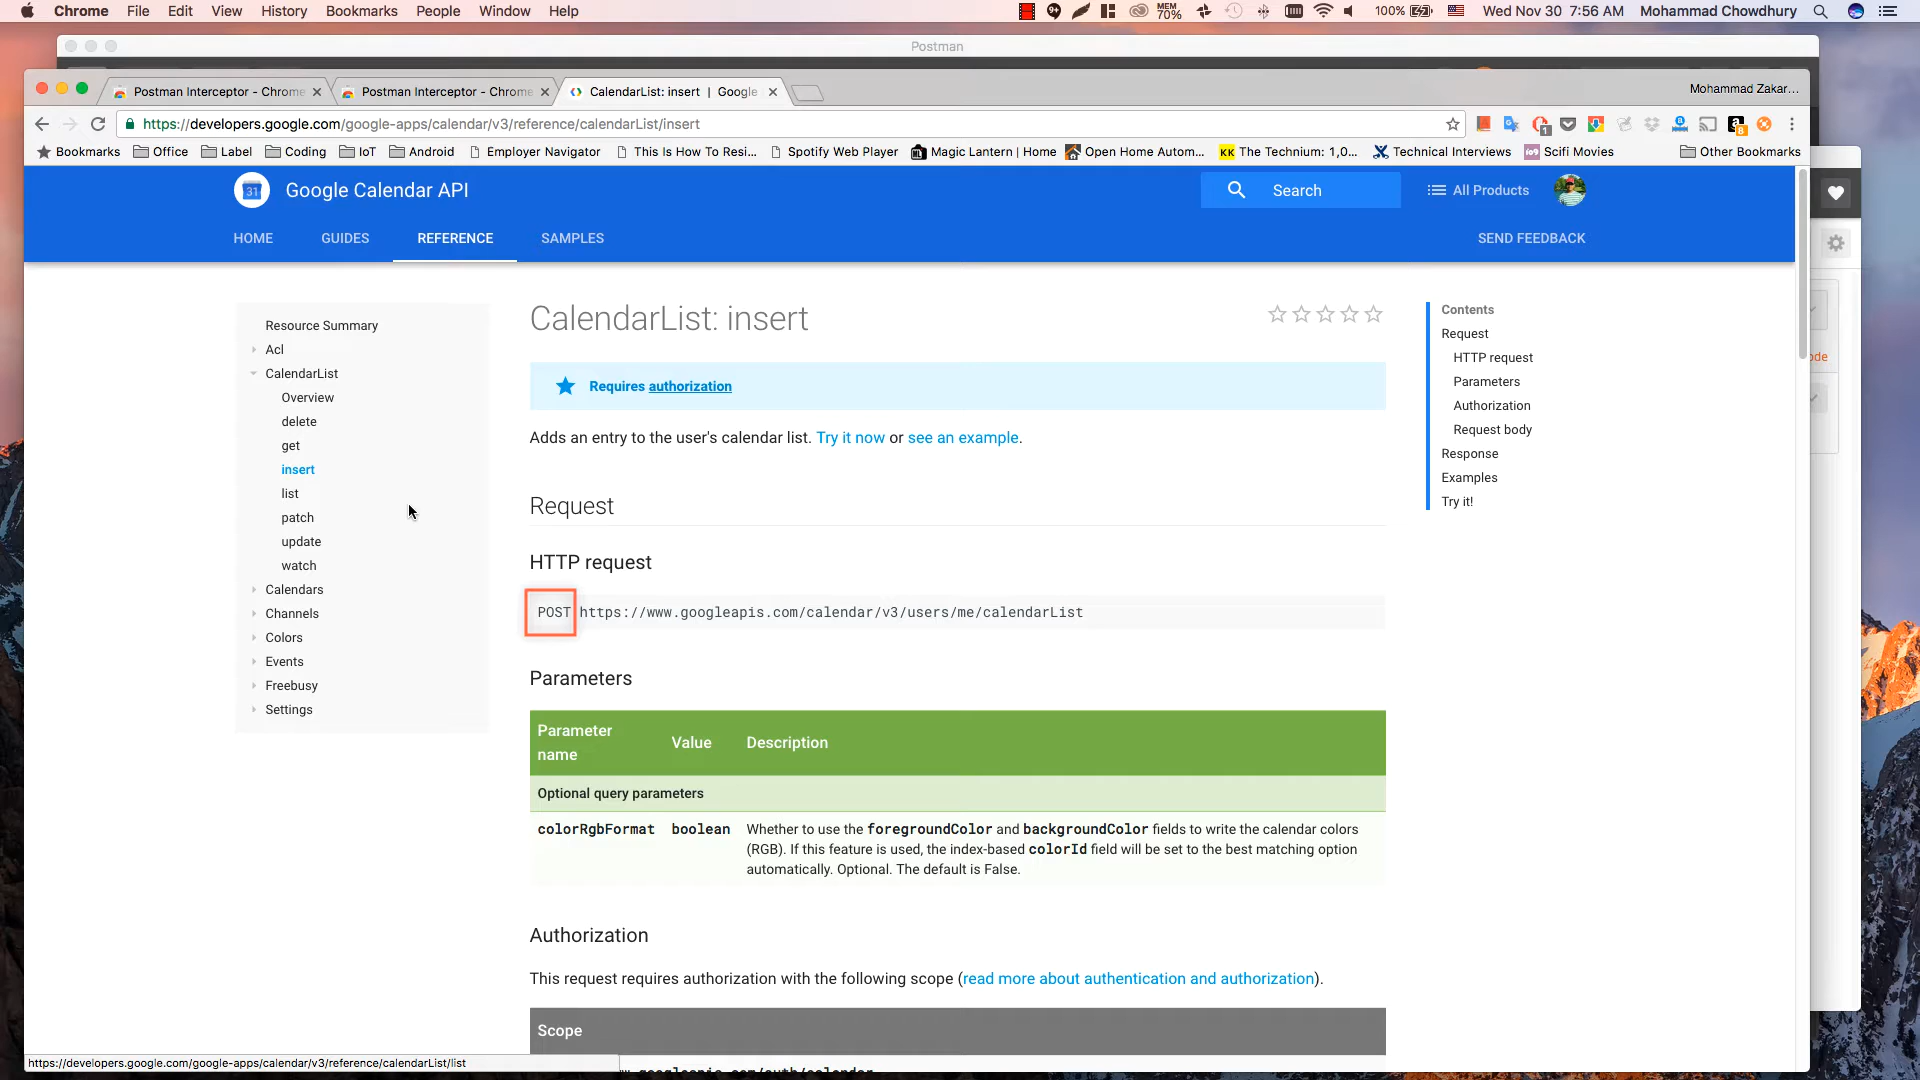 Chrome File Edit View History Bookmarks People Window Help
MEM 70% 100% Wed Nov 30 7:56 AM Mohammad Chowdhury
Postman
Postman Interceptor - Chrome Postman Interceptor - Chrome CalendarList: insert | Google Mohammad Zakar...
https://developers.google.com/google-apps/calendar/v3/reference/calendarList/insert
Bookmarks Office Label Coding IoT Android Employer Navigator This Is How To Resi... Spotify Web Player Magic Lantern | Home Open Home Autom... KK The Technium: 1,0... Technical Interviews io9 Scifi Movies Other Bookmarks
31 Google Calendar API Search All Products
HOME GUIDES REFERENCE SAMPLES SEND FEEDBACK
Resource Summary
Acl
CalendarList
Overview
delete
get
insert
list
patch
update
watch
Calendars
Channels
Colors
Events
Freebusy
Settings
CalendarList: insert
Requires authorization
Adds an entry to the user's calendar list. Try it now or see an example.
Request
HTTP request
POST https://www.googleapis.com/calendar/v3/users/me/calendarList
Parameters
Parameter name Value Description
Optional query parameters
colorRgbFormat boolean Whether to use the foregroundColor and backgroundColor fields to write the calendar colors
(RGB). If this feature is used, the index-based colorId field will be set to the best matching option
automatically. Optional. The default is False.
Authorization
This request requires authorization with the following scope (read more about authentication and authorization).
Scope
Contents
Request
HTTP request
Parameters
Authorization
Request body
Response
Examples
Try it!
https://developers.google.com/google-apps/calendar/v3/reference/calendarList/list